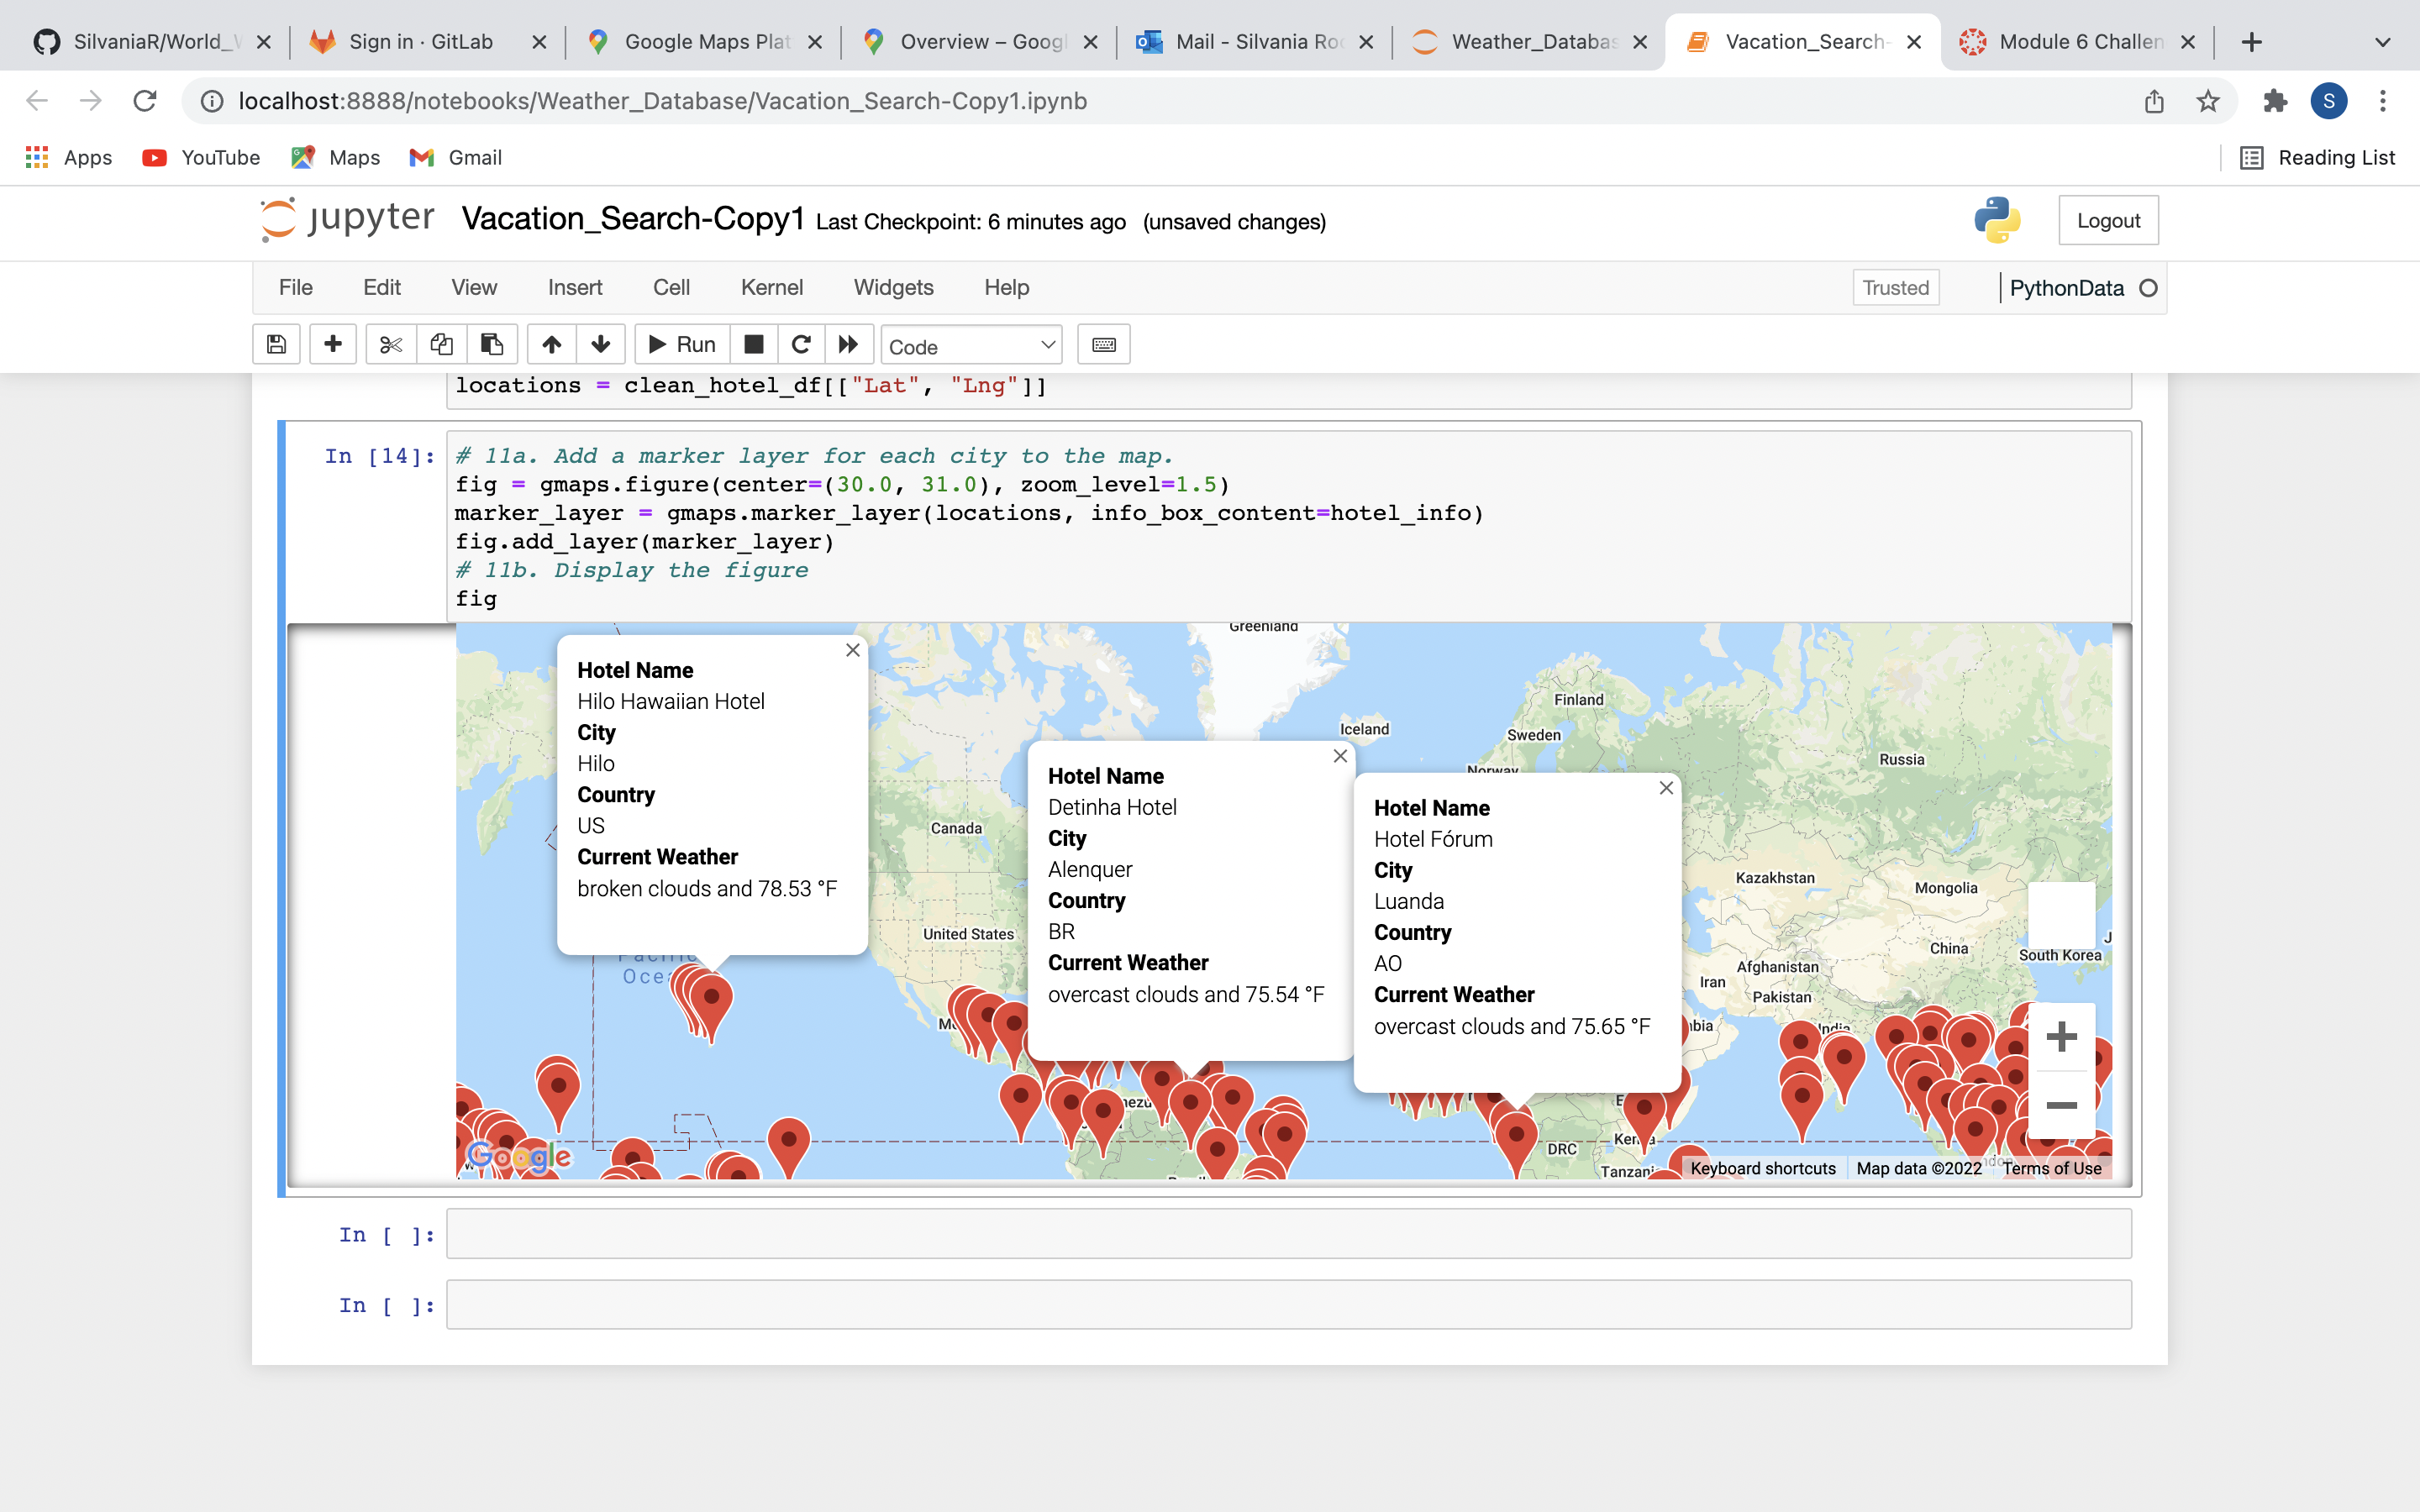 SilvaniaR/World_W
Sign in · GitLab
Google Maps Plat
Overview – Googl
Mail - Silvania Ro
Weather_Databas
Vacation_Search-
Module 6 Challen
localhost:8888/notebooks/Weather_Database/Vacation_Search-Copy1.ipynb
S
Apps
YouTube
Maps
Gmail
Reading List
jupyter
Vacation_Search-Copy1 Last Checkpoint: 6 minutes ago (unsaved changes)
Logout
File Edit View Insert Cell Kernel Widgets Help
Trusted
PythonData
Run
Code
locations = clean_hotel_df[["Lat", "Lng"]]
In [14]:
# 11a. Add a marker layer for each city to the map.
fig = gmaps.figure(center=(30.0, 31.0), zoom_level=1.5)
marker_layer = gmaps.marker_layer(locations, info_box_content=hotel_info)
fig.add_layer(marker_layer)
# 11b. Display the figure
fig
Greenland
Hotel Name
Hilo Hawaiian Hotel
City
Hilo
Country
US
Current Weather
broken clouds and 78.53 °F
Hotel Name
Detinha Hotel
City
Alenquer
Country
BR
Current Weather
overcast clouds and 75.54 °F
Hotel Name
Hotel Fórum
City
Luanda
Country
AO
Current Weather
overcast clouds and 75.65 °F
Finland
Iceland
Sweden
Norway
Russia
Canada
Kazakhstan
Mongolia
United States
China
South Korea
Afghanistan
Iran
Pakistan
India
Pacific
DRC
Kenya
Tanzani
Google
Keyboard shortcuts
Map data ©2022
Terms of Use
In [ ]:
In [ ]: